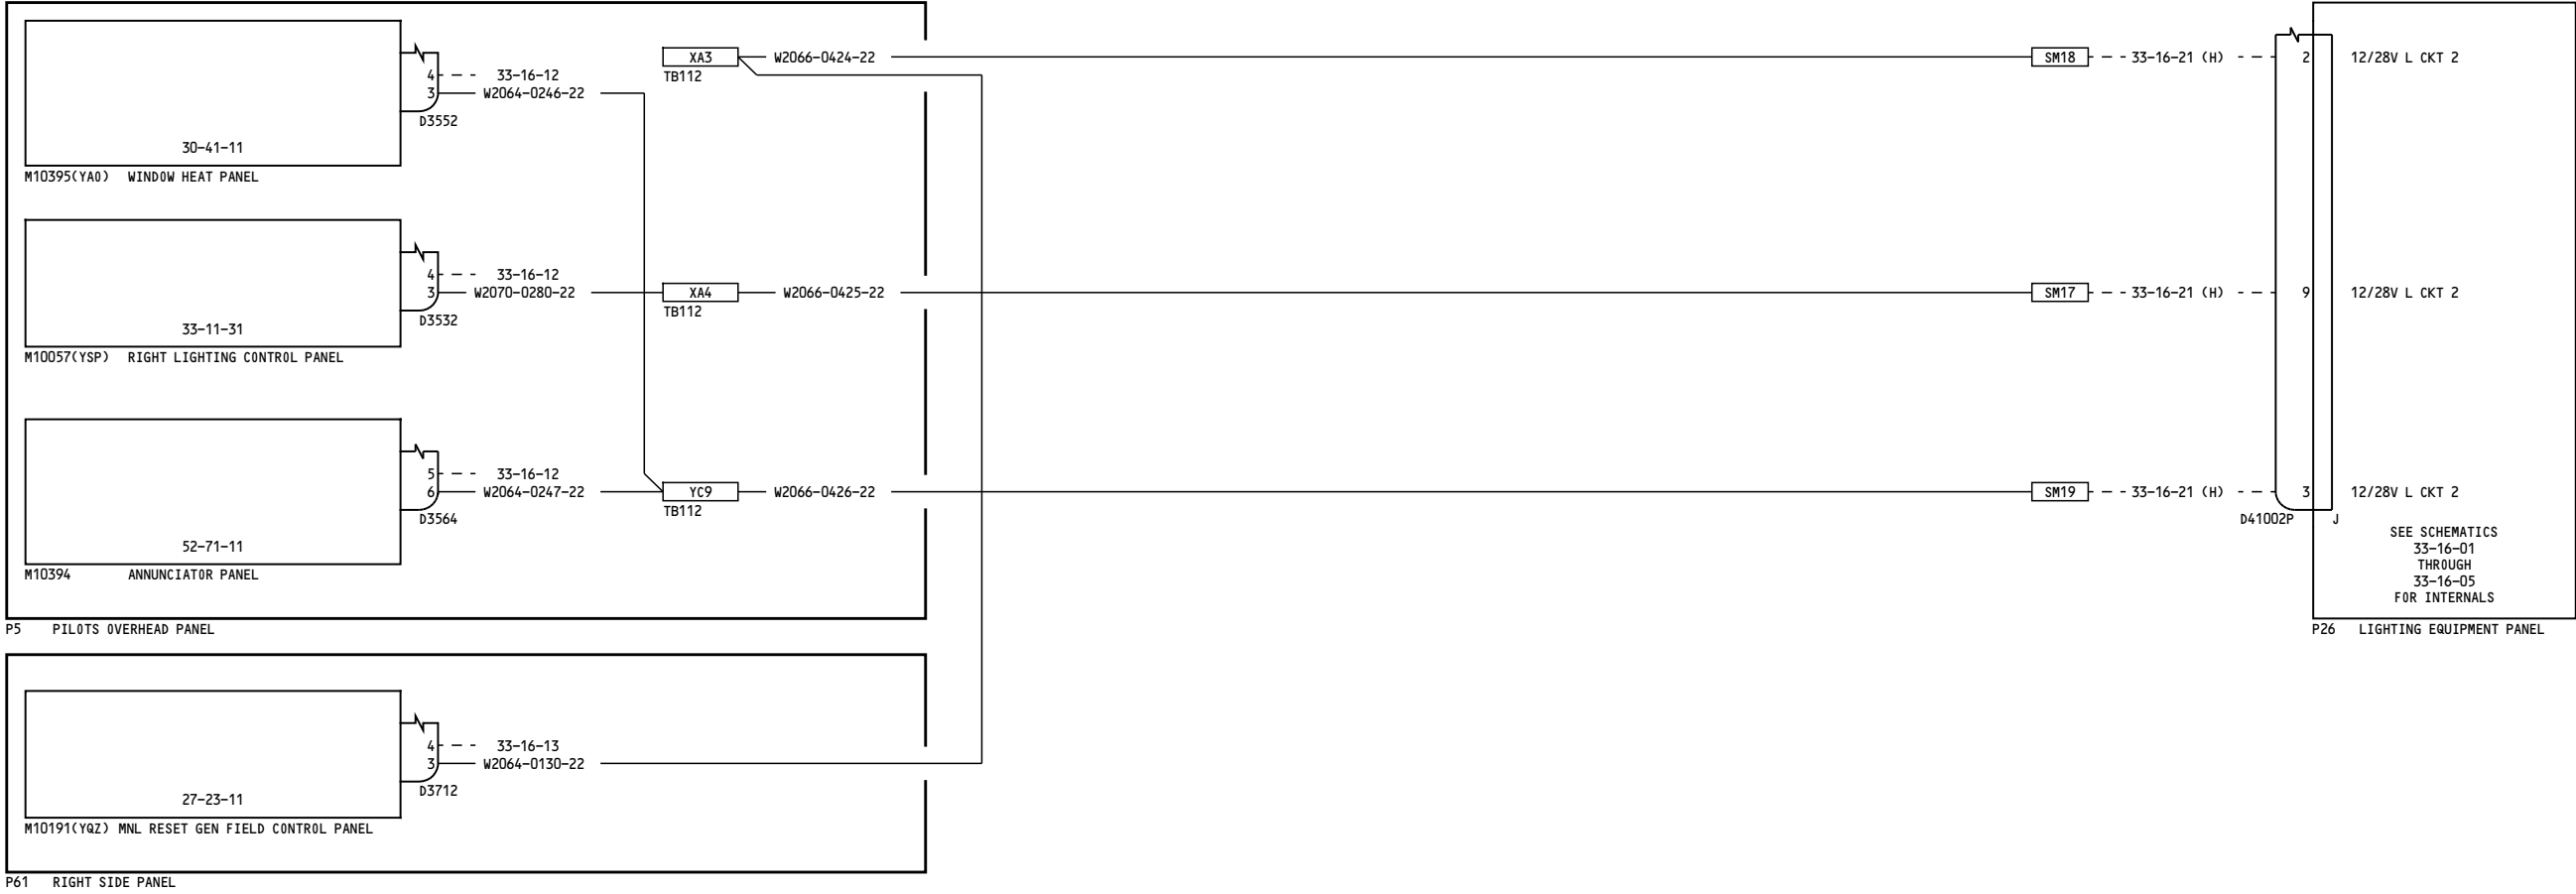 4 33-16-12
3 W2064-0246-22
D3552
30-41-11
M10395(YA0) WINDOW HEAT PANEL
XA3 W2066-0424-22
TB112
SM18 33-16-21 (H) 2 12/28V L CKT 2
4 33-16-12
3 W2070-0280-22
D3532
33-11-31
M10057(YSP) RIGHT LIGHTING CONTROL PANEL
XA4 W2066-0425-22
TB112
SM17 33-16-21 (H) 9 12/28V L CKT 2
5 33-16-12
6 W2064-0247-22
D3564
52-71-11
M10394 ANNUNCIATOR PANEL
YC9 W2066-0426-22
TB112
SM19 33-16-21 (H) 3 12/28V L CKT 2
D41002P J
SEE SCHEMATICS
33-16-01
THROUGH
33-16-05
FOR INTERNALS
P5 PILOTS OVERHEAD PANEL
P26 LIGHTING EQUIPMENT PANEL
4 33-16-13
3 W2064-0130-22
D3712
27-23-11
M10191(YQZ) MNL RESET GEN FIELD CONTROL PANEL
P61 RIGHT SIDE PANEL